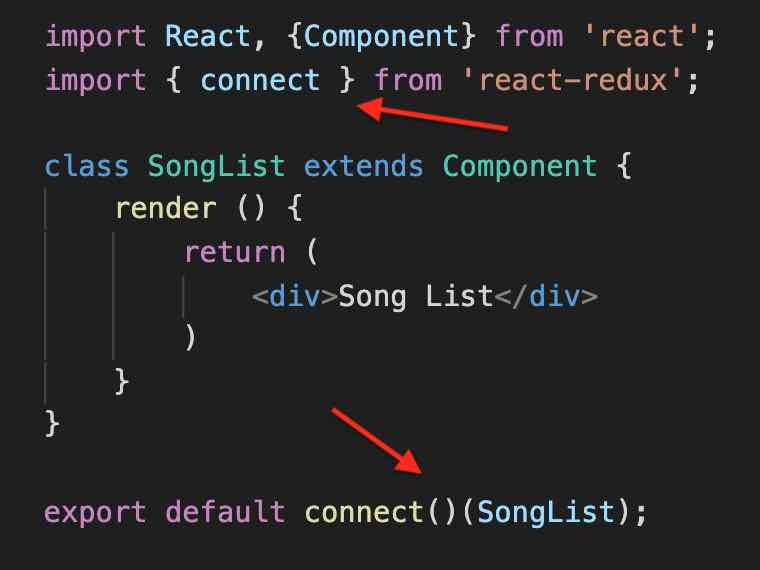 import React, {Component} from 'react';
import { connect } from 'react-redux';
class SongList extends Component {
render () {
return (
<div>Song List</div>
)
}
}
export default connect()(SongList);